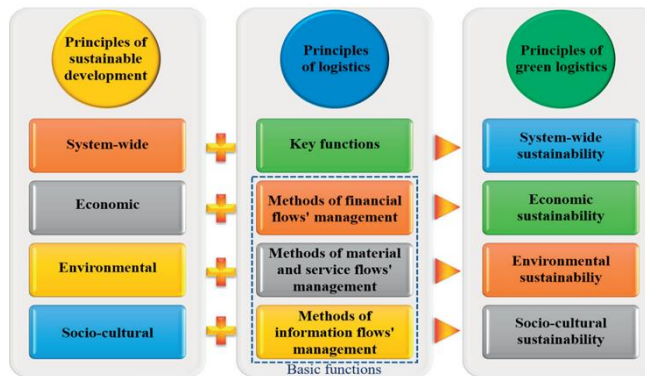 Principles of
sustainable
development
Principles
of logistics
Principles of
green logistics
System-wide
Key functions
System-wide
sustainability
Economic
Methods of financial
flows' management
Economic
sustainability
Environmental
Methods of material
and service flows'
management
Environmental
sustainabiliy
Socio-cultural
Methods of
information flows'
management
Socio-cultural
sustainability
Basic functions